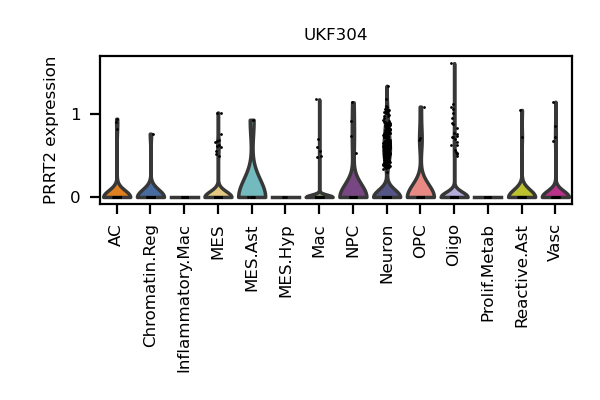 UKF304
PRRT2 expression
1
0
AC
Chromatin.Reg
Inflammatory.Mac
MES
MES.Ast
MES.Hyp
Mac
NPC
Neuron
OPC
Oligo
Prolif.Metab
Reactive.Ast
Vasc